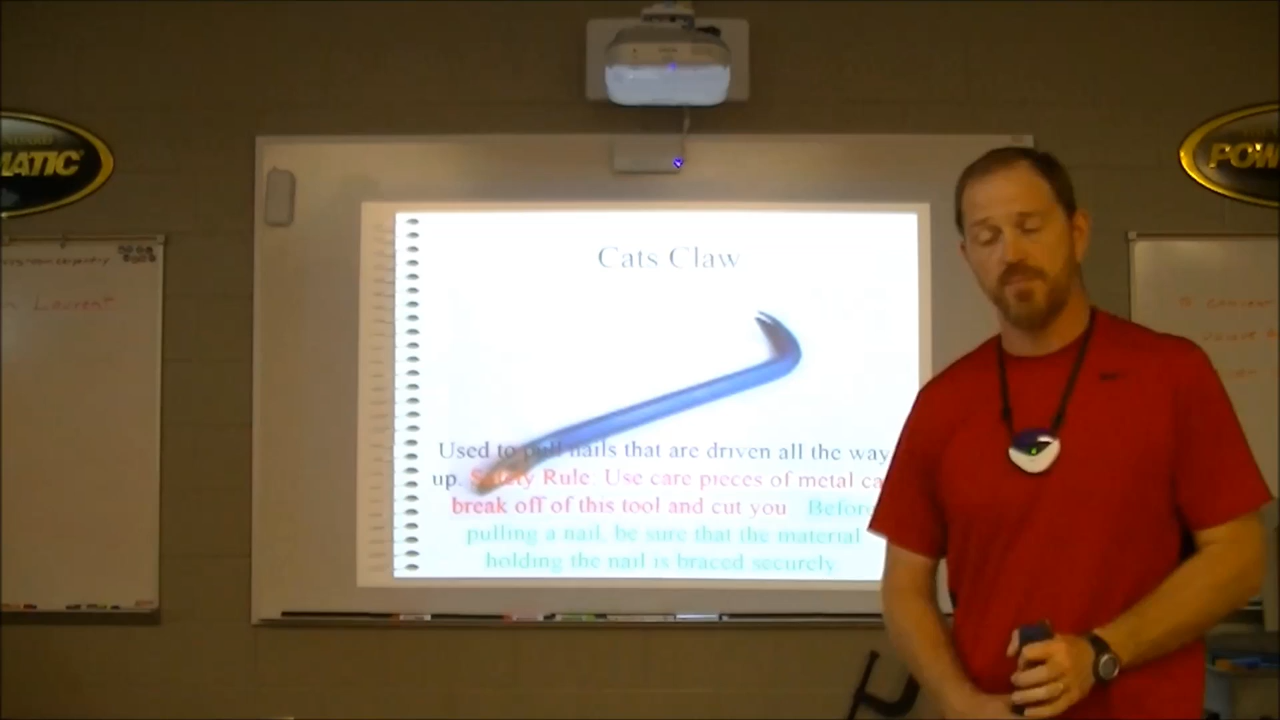 MATIC
POW
Cats Claw
Used to pull nails that are driven all the way
up. Safety Rule. Use care pieces of metal ca
break off of this tool and cut you Before
pulling a nail, be sure that the material
holding the nail is braced securely.
Laurent